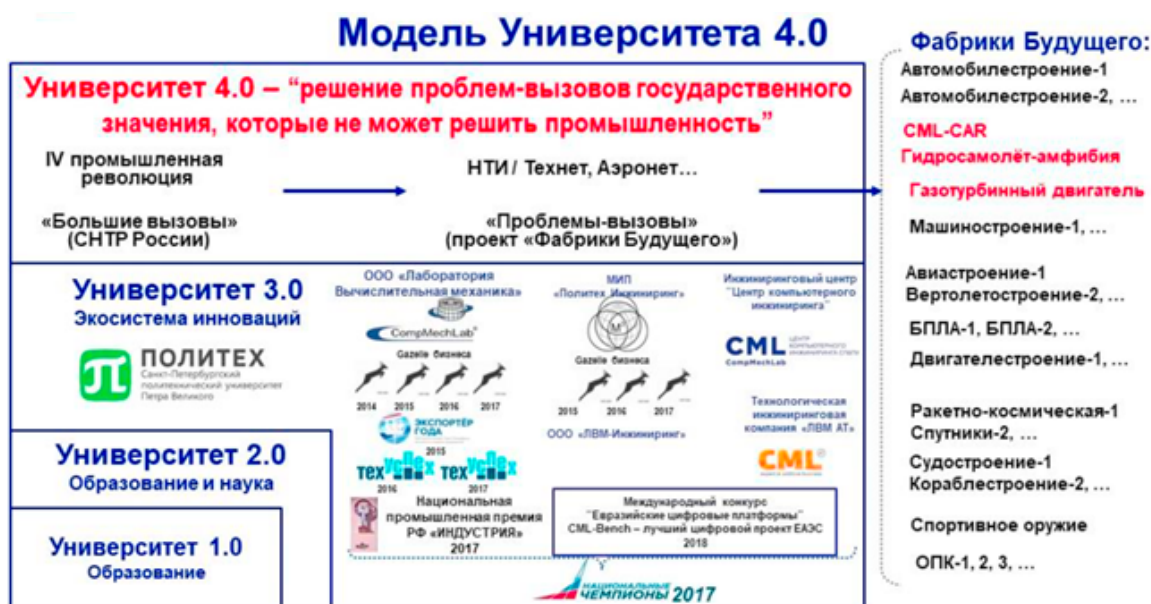 Модель Университета 4.0
Университет 4.0 – “решение проблем-вызовов государственного
значения, которые не может решить промышленность”
IV промышленная
революция
«Большие вызовы»
(СНТР России)
НТИ / Технет, Аэронет…
«Проблемы-вызовы»
(проект «Фабрики Будущего»)
Университет 3.0
Экосистема инноваций
ПОЛИТЕХ
Санкт-Петербургский
политехнический университет
Петра Великого
ООО «Лаборатория
Вычислительная механика»
CompMechLab®
Gazelle бизнеса
2014 2015 2016 2017
ЭКСПОРТЁР
ГОДА
2015
техуспех техуспех
2016 2017
Национальная
промышленная премия
РФ «ИНДУСТРИЯ»
2017
МИП
«Политех Инжиниринг»
Gazelle бизнеса
2015 2016 2017
ООО «ЛВМ-Инжиниринг»
Инжиниринговый центр
"Центр компьютерного
инжиниринга"
CML
CompMechLab
ЦЕНТР
КОМПЬЮТЕРНОГО
ИНЖИНИРИНГА СПбПУ
Технологическая
инжиниринговая
компания «ЛВМ АТ»
CML®
Международный конкурс
"Евразийские цифровые платформы"
CML-Bench – лучший цифровой проект ЕАЭС
2018
НАЦИОНАЛЬНЫЕ
ЧЕМПИОНЫ 2017
Университет 2.0
Образование и наука
Университет 1.0
Образование
Фабрики Будущего:
Автомобилестроение-1
Автомобилестроение-2, …
CML-CAR
Гидросамолёт-амфибия
Газотурбинный двигатель
Машиностроение-1, …
Авиастроение-1
Вертолетостроение-2, …
БПЛА-1, БПЛА-2, …
Двигателестроение-1, …
Ракетно-космическая-1
Спутники-2, …
Судостроение-1
Кораблестроение-2, …
Спортивное оружие
ОПК-1, 2, 3, …